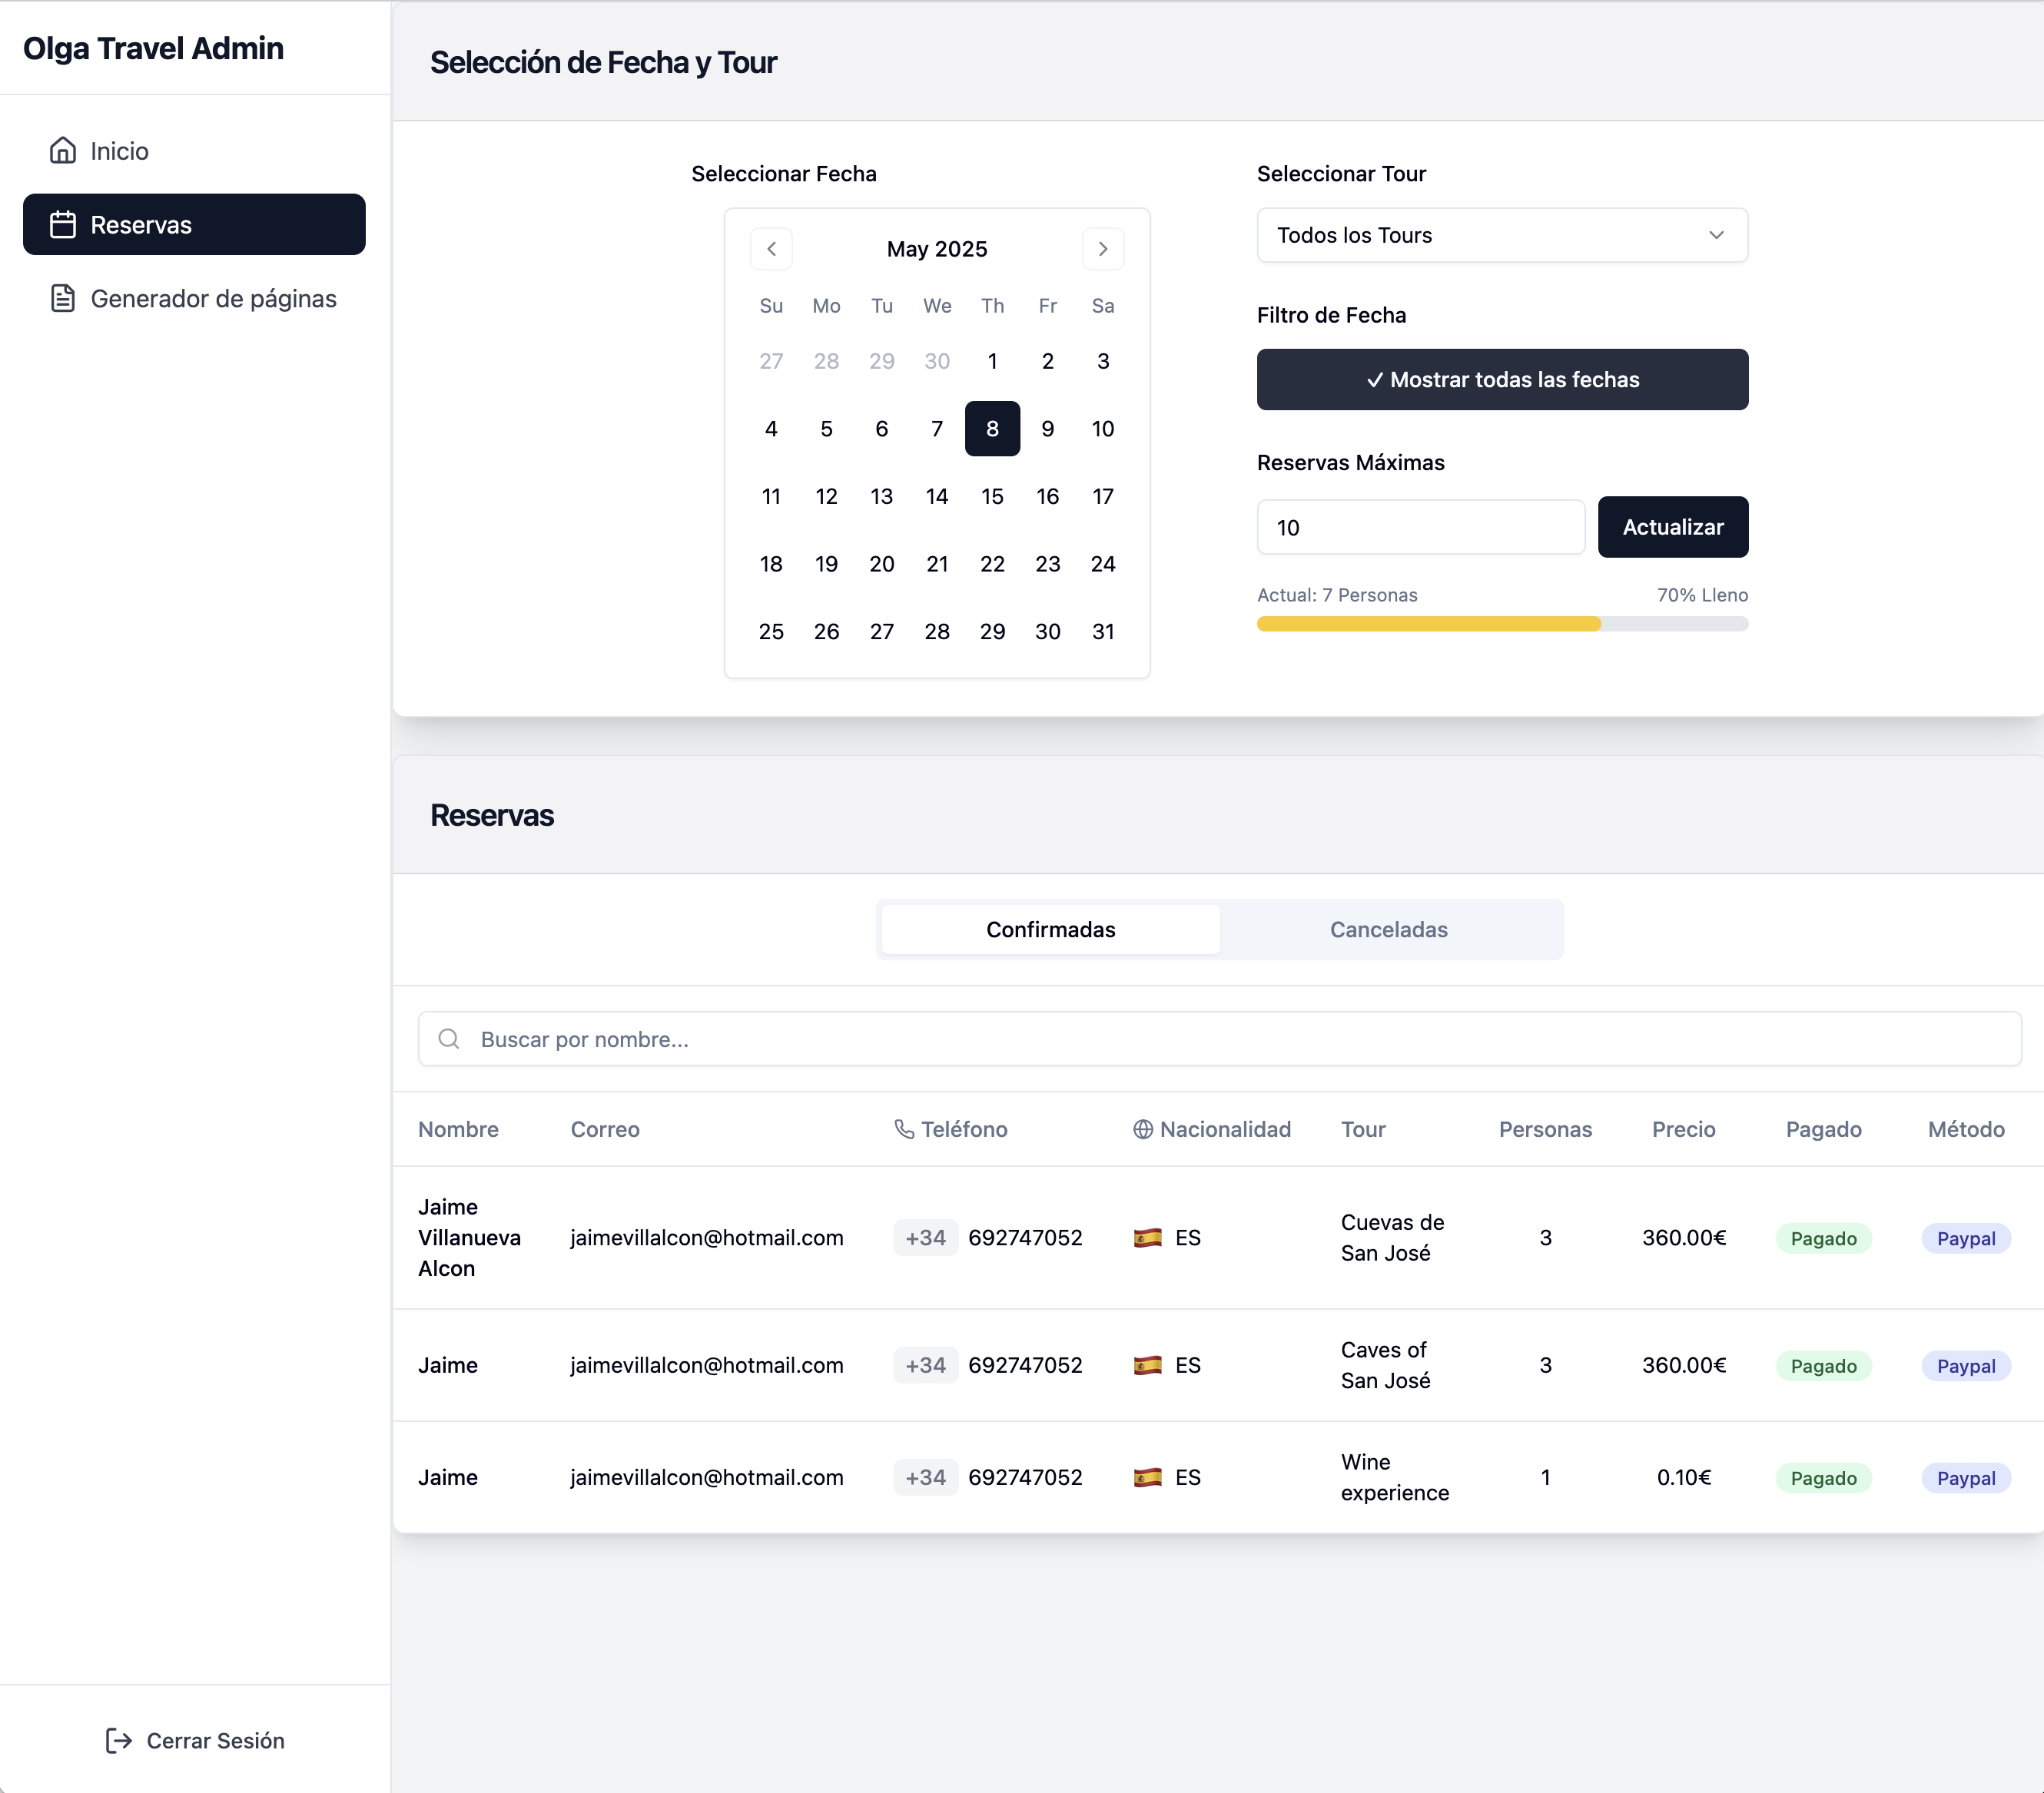 Olga Travel Admin
Inicio
Reservas
Generador de páginas
Cerrar Sesión
Selección de Fecha y Tour
Seleccionar Fecha
May 2025
Su Mo Tu We Th Fr Sa
27 28 29 30 1 2 3
4 5 6 7 8 9 10
11 12 13 14 15 16 17
18 19 20 21 22 23 24
25 26 27 28 29 30 31
Seleccionar Tour
Todos los Tours
Filtro de Fecha
✓ Mostrar todas las fechas
Reservas Máximas
10 Actualizar
Actual: 7 Personas 70% Lleno
Reservas
Confirmadas Canceladas
Buscar por nombre...
Nombre Correo Teléfono Nacionalidad Tour Personas Precio Pagado Método
Jaime
Villanueva
Alcon
jaimevillalcon@hotmail.com +34 692747052 ES
Cuevas de
San José
3 360.00€ Pagado Paypal
Jaime jaimevillalcon@hotmail.com +34 692747052 ES
Caves of
San José
3 360.00€ Pagado Paypal
Jaime jaimevillalcon@hotmail.com +34 692747052 ES
Wine
experience
1 0.10€ Pagado Paypal